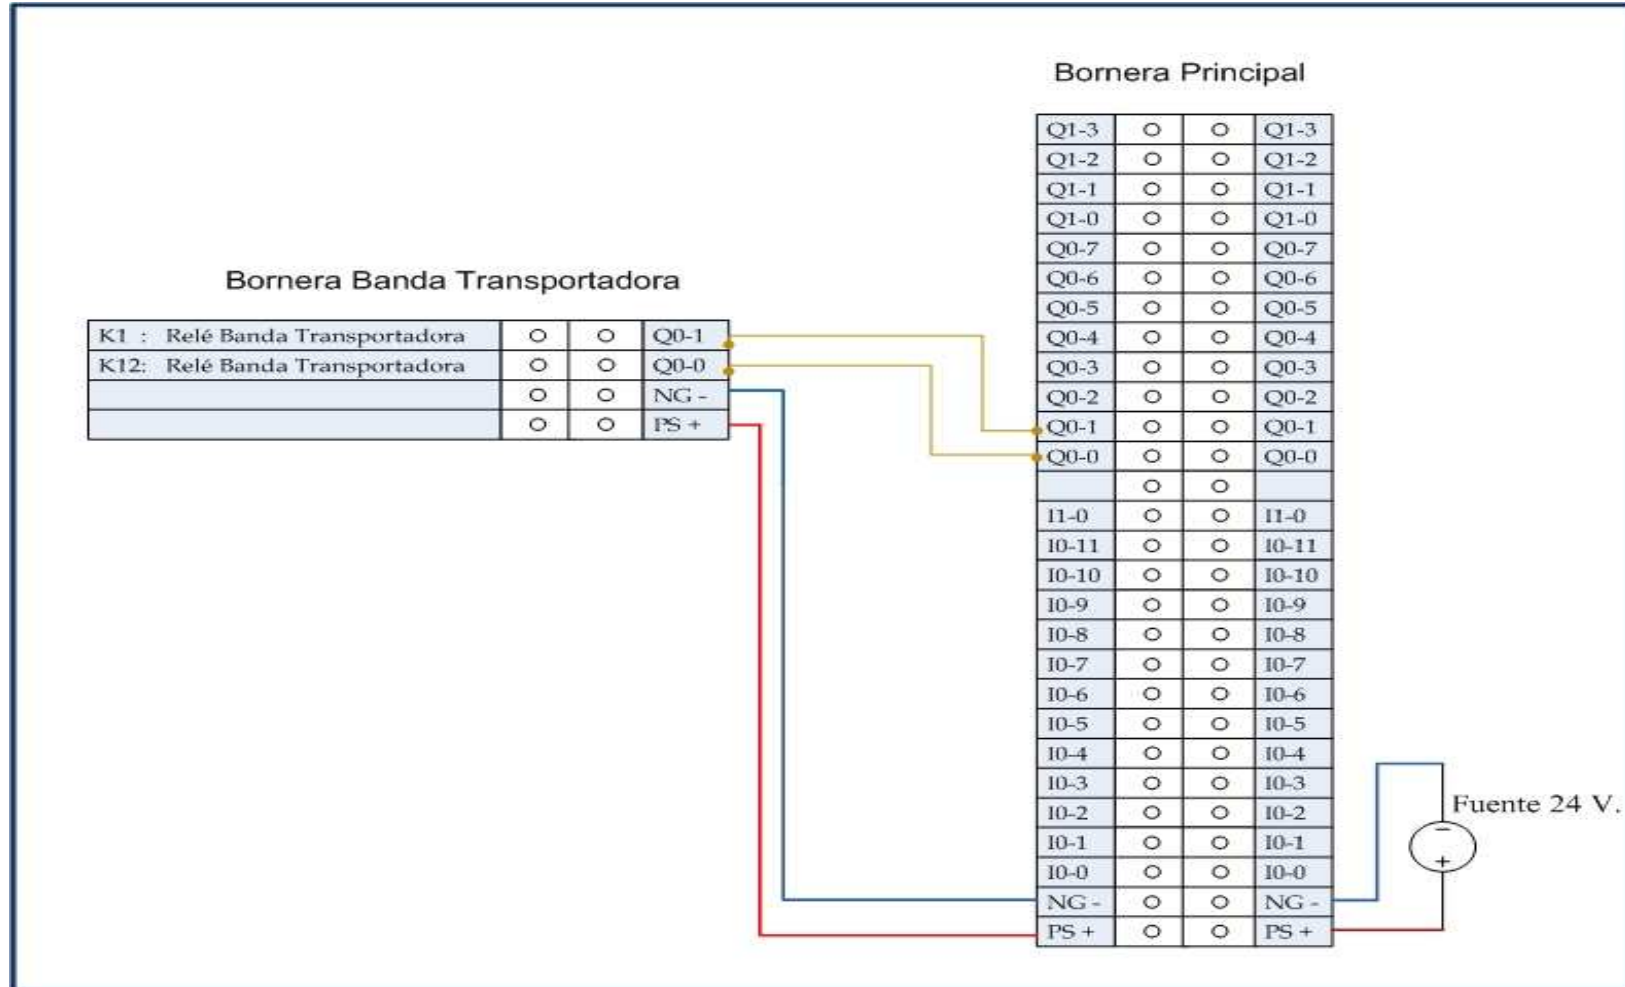 Bornera Principal
Q1-3 Q1-3
Q1-2 Q1-2
Q1-1 Q1-1
Q1-0 Q1-0
Q0-7 Q0-7
Q0-6 Q0-6
Q0-5 Q0-5
Q0-4 Q0-4
Q0-3 Q0-3
Q0-2 Q0-2
Q0-1 Q0-1
Q0-0 Q0-0
I1-0 I1-0
I0-11 I0-11
I0-10 I0-10
I0-9 I0-9
I0-8 I0-8
I0-7 I0-7
I0-6 I0-6
I0-5 I0-5
I0-4 I0-4
I0-3 I0-3
I0-2 I0-2
I0-1 I0-1
I0-0 I0-0
NG - NG -
PS + PS +
Bornera Banda Transportadora
K1 : Relé Banda Transportadora Q0-1
K12: Relé Banda Transportadora Q0-0
NG -
PS +
Fuente 24 V.
−
+